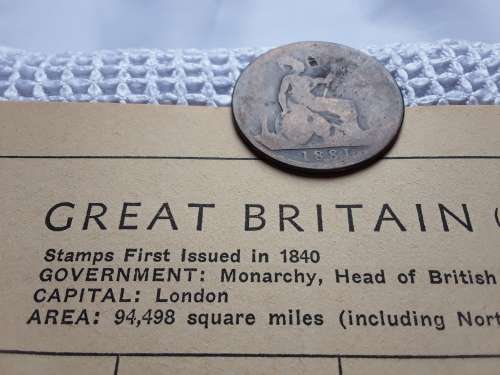 1881
GREAT BRITAIN (
Stamps First Issued in 1840
GOVERNMENT: Monarchy, Head of British
CAPITAL: London
AREA: 94,498 square miles (including Nort